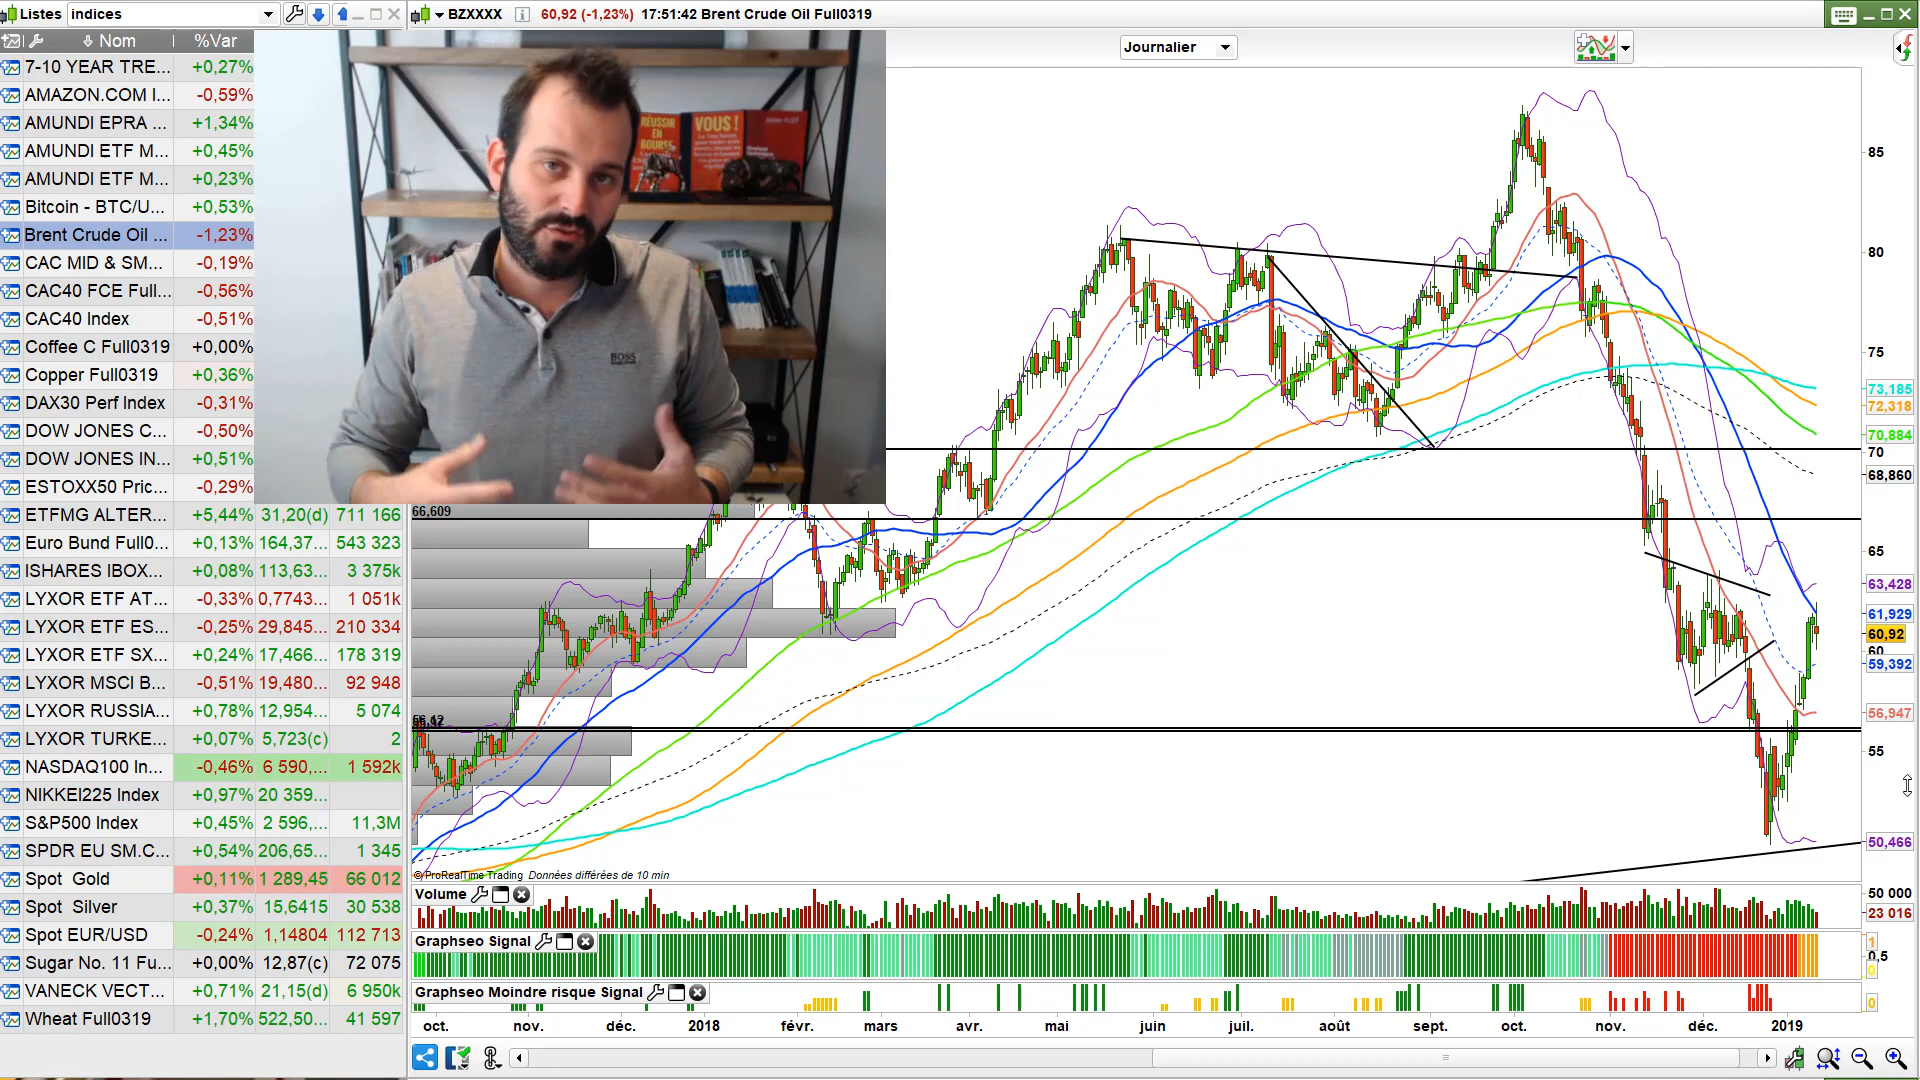 Listes indices
BZXXXX 60,92 (-1,23%) 17:51:42 Brent Crude Oil Full0319
Nom %Var
Journalier
7-10 YEAR TRE... +0,27%
AMAZON.COM I... -0,59%
AMUNDI EPRA ... +1,34%
AMUNDI ETF M... +0,45%
AMUNDI ETF M... +0,23%
Bitcoin - BTC/U... +0,53%
Brent Crude Oil ... -1,23%
CAC MID & SM... -0,19%
CAC40 FCE Full... -0,56%
CAC40 Index -0,51%
Coffee C Full0319 +0,00%
Copper Full0319 +0,36%
DAX30 Perf Index -0,31%
DOW JONES C... -0,50%
DOW JONES IN... +0,51%
ESTOXX50 Pric... -0,29%
ETFMG ALTER... +5,44% 31,20(d) 711 166
Euro Bund Full0... +0,13% 164,37... 543 323
ISHARES IBOX... +0,08% 113,63... 3 375k
LYXOR ETF AT... -0,33% 0,7743... 1 051k
LYXOR ETF ES... -0,25% 29,845... 210 334
LYXOR ETF SX... +0,24% 17,466... 178 319
LYXOR MSCI B... -0,51% 19,480... 92 948
LYXOR RUSSIA... +0,78% 12,954... 5 074
LYXOR TURKE... +0,07% 5,723(c) 2
NASDAQ100 In... -0,46% 6 590,... 1 592k
NIKKEI225 Index +0,97% 20 359...
S&P500 Index +0,45% 2 596,... 11,3M
SPDR EU SM.C... +0,54% 206,65... 1 345
Spot Gold +0,11% 1 289,45 66 012
Spot Silver +0,37% 15,6415 30 538
Spot EUR/USD -0,24% 1,14804 112 713
Sugar No. 11 Fu... +0,00% 12,87(c) 72 075
VANECK VECT... +0,71% 21,15(d) 6 950k
Wheat Full0319 +1,70% 522,50... 41 597
RÉUSSIR
EN
BOURSE
VOUS !
BOSS
85
80
75
73,185
72,318
70,884
70
68,860
65
63,428
61,929
60,92
60
59,392
56,947
55
50,466
66,609
56,12
© ProRealTime Trading Données différées de 10 min
Volume
50 000
23 016
Graphseo Signal
1
0,5
0
Graphseo Moindre risque Signal
0
oct. nov. déc. 2018 févr. mars avr. mai juin juil. août sept. oct. nov. déc. 2019